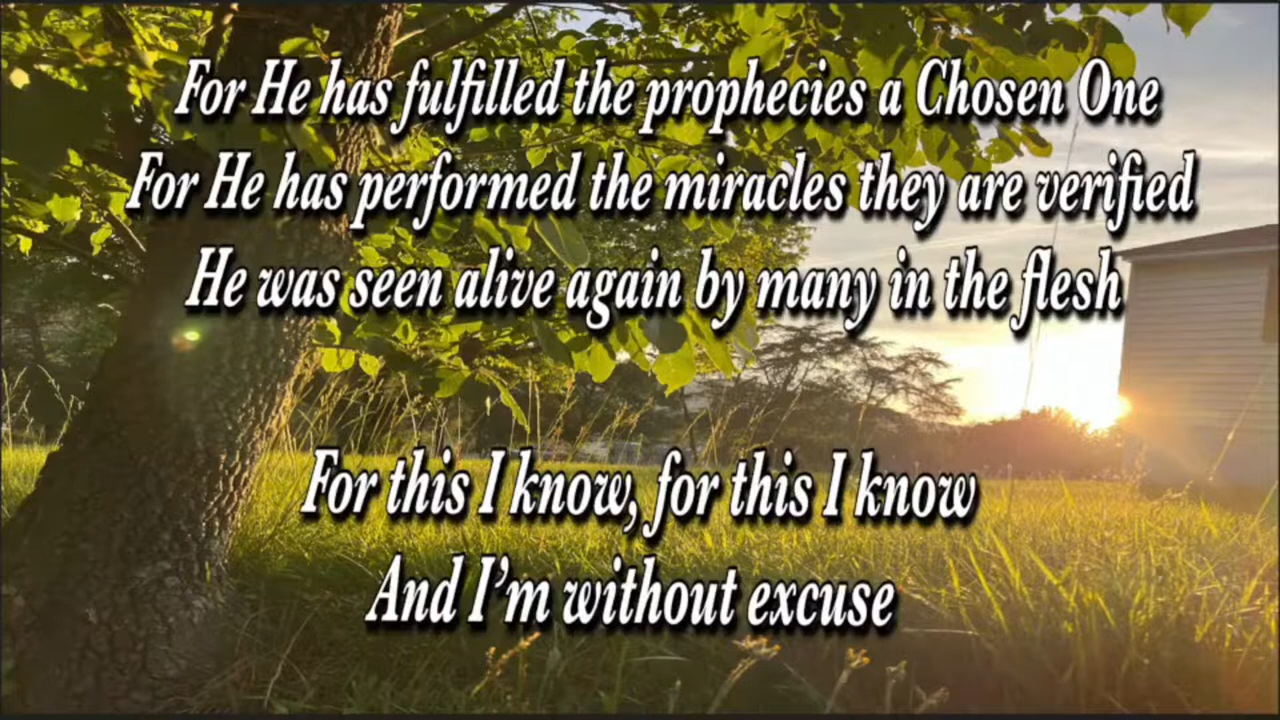 For He has fulfilled the prophecies a Chosen One
For He has performed the miracles they are verified
He was seen alive again by many in the flesh
For this I know, for this I know
And I'm without excuse